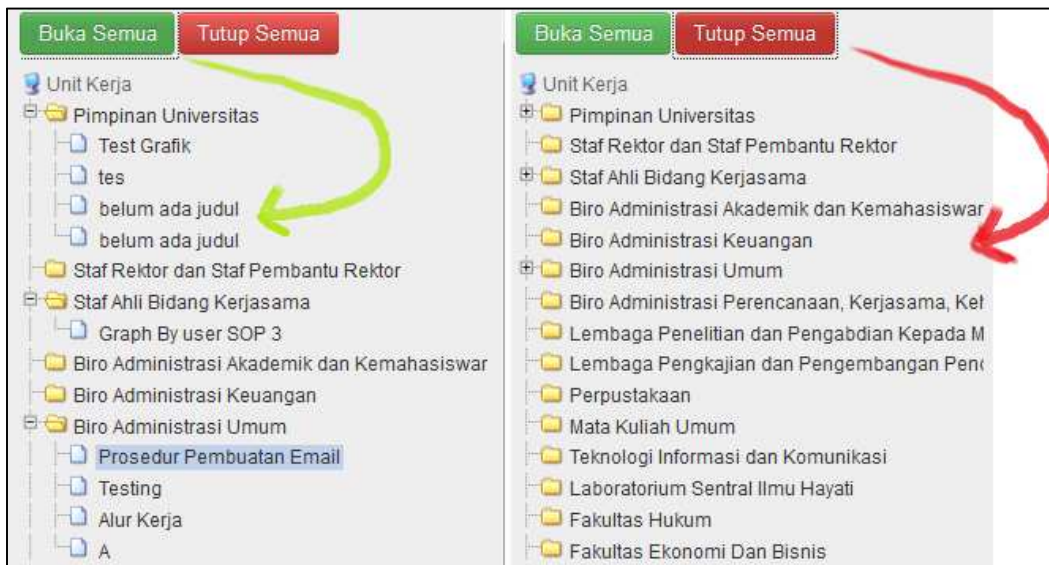 Buka Semua Tutup Semua
Unit Kerja
Pimpinan Universitas
Test Grafik
tes
belum ada judul
belum ada judul
Staf Rektor dan Staf Pembantu Rektor
Staf Ahli Bidang Kerjasama
Graph By user SOP 3
Biro Administrasi Akademik dan Kemahasiswar
Biro Administrasi Keuangan
Biro Administrasi Umum
Prosedur Pembuatan Email
Testing
Alur Kerja
A
Buka Semua Tutup Semua
Unit Kerja
Pimpinan Universitas
Staf Rektor dan Staf Pembantu Rektor
Staf Ahli Bidang Kerjasama
Biro Administrasi Akademik dan Kemahasiswar
Biro Administrasi Keuangan
Biro Administrasi Umum
Biro Administrasi Perencanaan, Kerjasama, Ket
Lembaga Penelitian dan Pengabdian Kepada M
Lembaga Pengkajian dan Pengembangan Pen
Perpustakaan
Mata Kuliah Umum
Teknologi Informasi dan Komunikasi
Laboratorium Sentral Ilmu Hayati
Fakultas Hukum
Fakultas Ekonomi Dan Bisnis